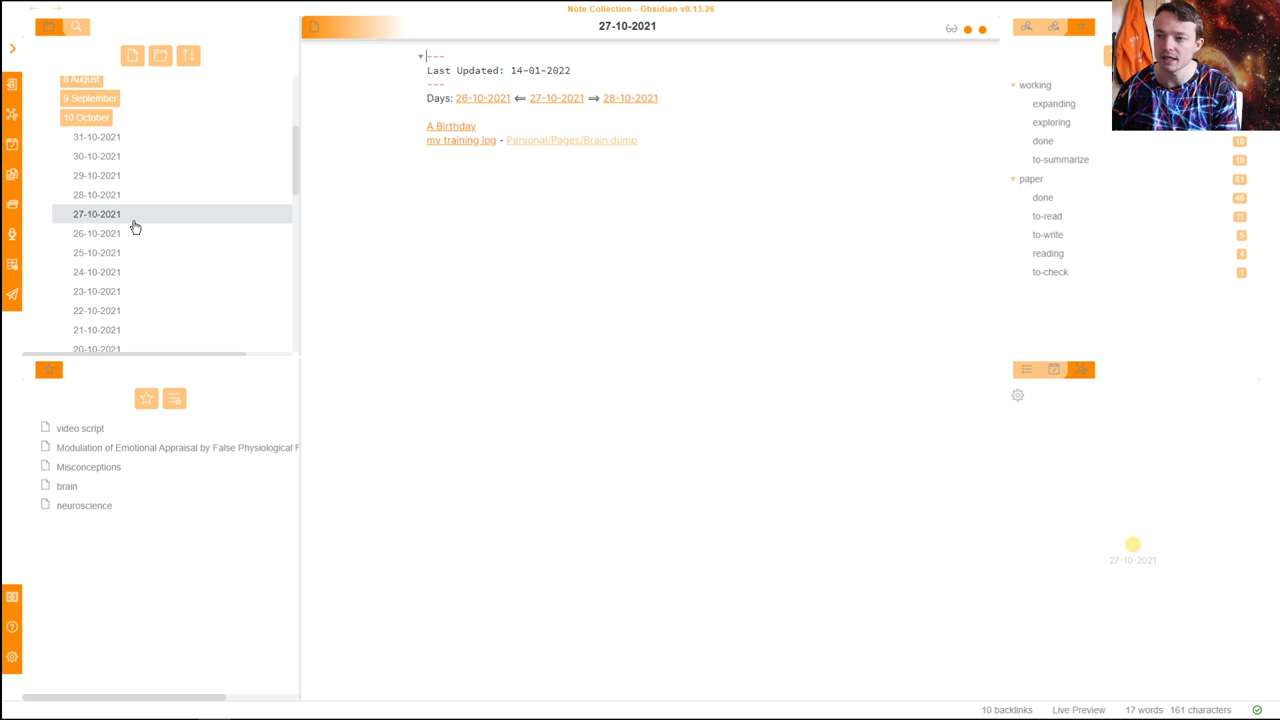 Note Collection - Obsidian v0.13.26
27-10-2021
8 August
9 September
10 October
31-10-2021
30-10-2021
29-10-2021
28-10-2021
27-10-2021
26-10-2021
25-10-2021
24-10-2021
23-10-2021
22-10-2021
21-10-2021
20-10-2021
video script
Modulation of Emotional Appraisal by False Physiological F
Misconceptions
brain
neuroscience
---
Last Updated: 14-01-2022
---
Days: 26-10-2021 <== 27-10-2021 ==> 28-10-2021
A Birthday
my training log - Personal/Pages/Brain dump
working
expanding
exploring
done 10
to-summarize 10
paper 61
done 40
to-read 11
to-write 5
reading 4
to-check 1
27-10-2021
10 backlinks Live Preview 17 words 161 characters